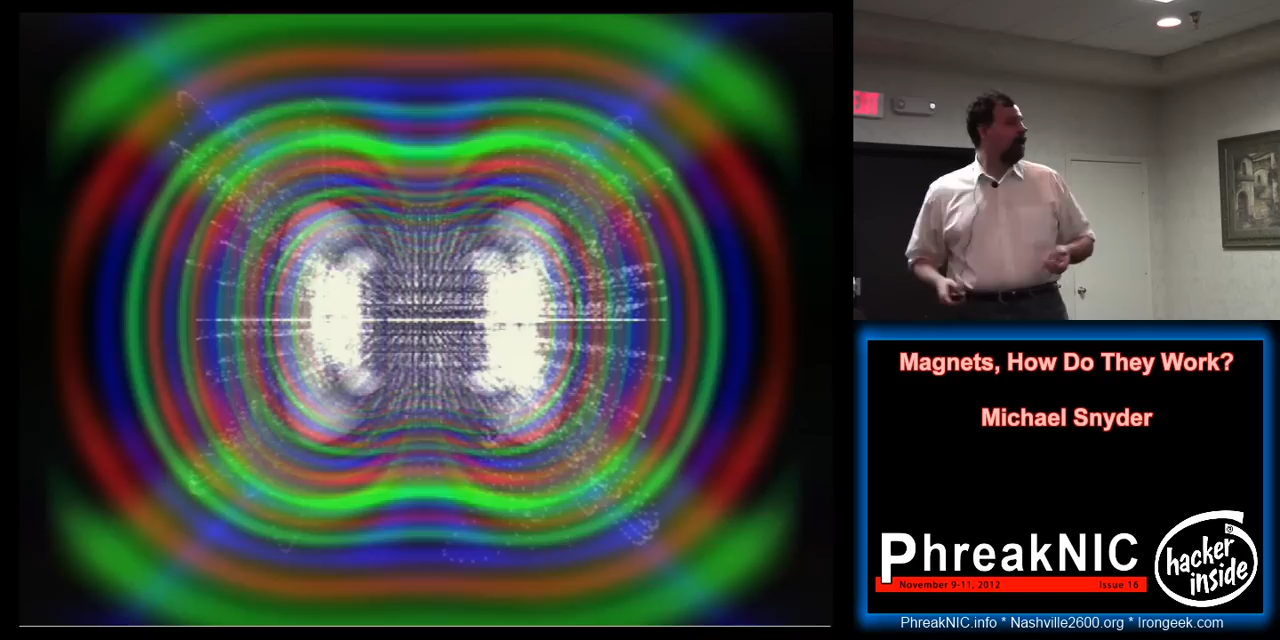 Magnets, How Do They Work?
Michael Snyder
PhreakNIC
November 9-11, 2012 Issue 16
hacker
inside
®
PhreakNIC.info * Nashville2600.org * Irongeek.com